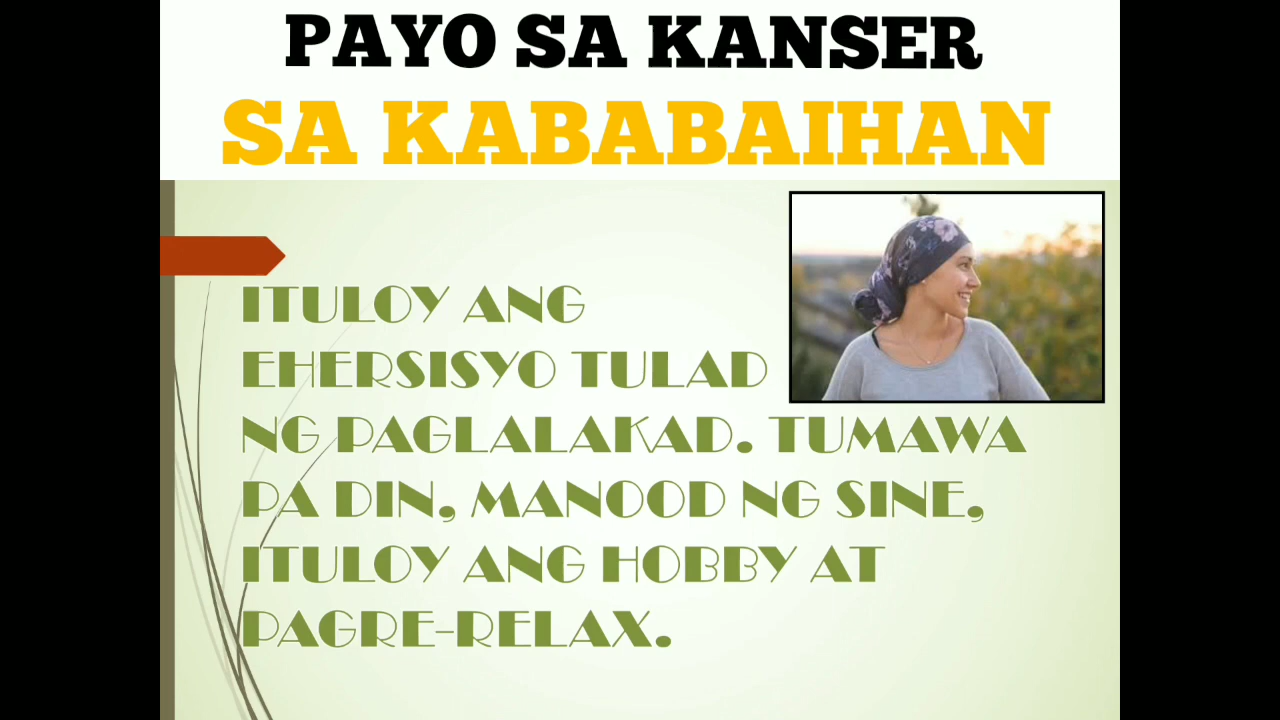 PAYO SA KANSER
SA KABABAIHAN
ITULOY ANG
EHERSISYO TULAD
NG PAGLALAKAD. TUMAWA
PA DIN, MANOOD NG SINE,
ITULOY ANG HOBBY AT
PAGRE-RELAX.